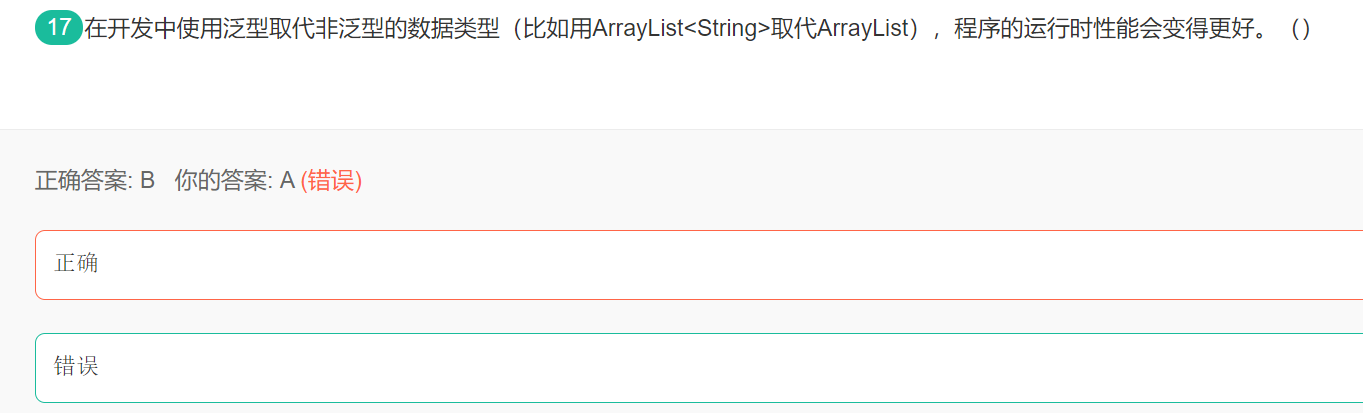 17 在开发中使用泛型取代非泛型的数据类型（比如用ArrayList<String>取代ArrayList），程序的运行时性能会变得更好。（）
正确答案: B 你的答案: A (错误)
正确
错误